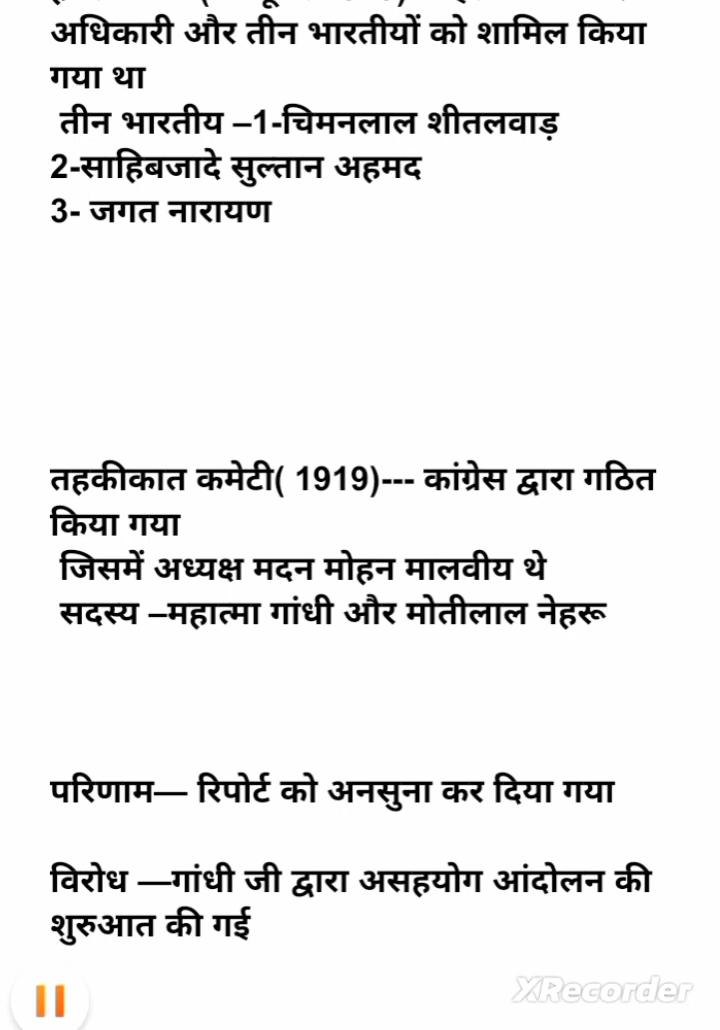 अधिकारी और तीन भारतीयों को शामिल किया
गया था
तीन भारतीय –1-चिमनलाल शीतलवाड़
2-साहिबजादे सुल्तान अहमद
3- जगत नारायण
तहकीकात कमेटी( 1919)--- कांग्रेस द्वारा गठित
किया गया
जिसमें अध्यक्ष मदन मोहन मालवीय थे
सदस्य –महात्मा गांधी और मोतीलाल नेहरू
परिणाम— रिपोर्ट को अनसुना कर दिया गया
विरोध —गांधी जी द्वारा असहयोग आंदोलन की
शुरुआत की गई
XRecorder